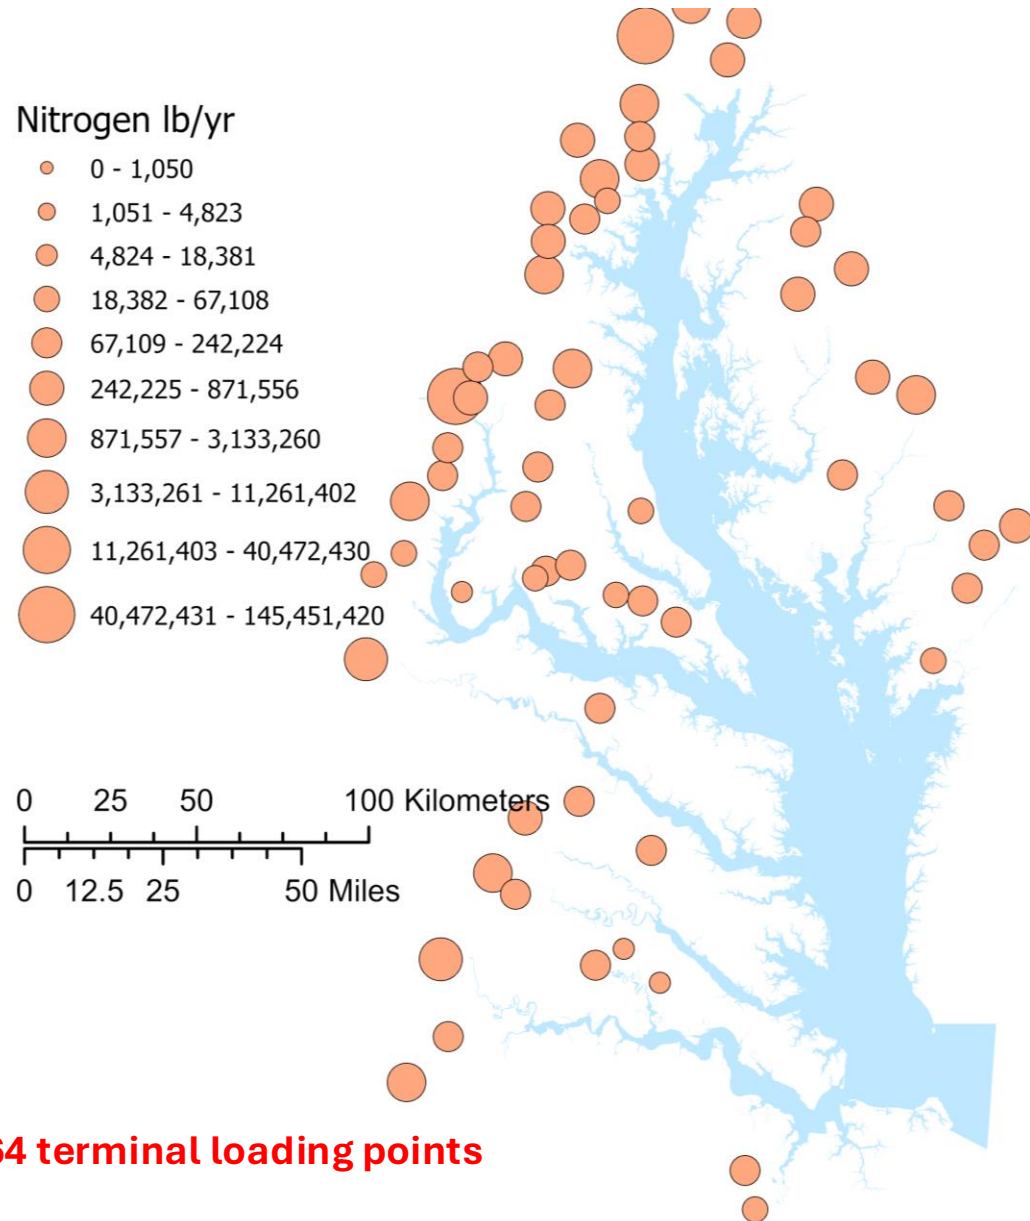 Nitrogen lb/yr
0 - 1,050
1,051 - 4,823
4,824 - 18,381
18,382 - 67,108
67,109 - 242,224
242,225 - 871,556
871,557 - 3,133,260
3,133,261 - 11,261,402
11,261,403 - 40,472,430
40,472,431 - 145,451,420
0 25 50 100 Kilometers
0 12.5 25 50 Miles
64 terminal loading points